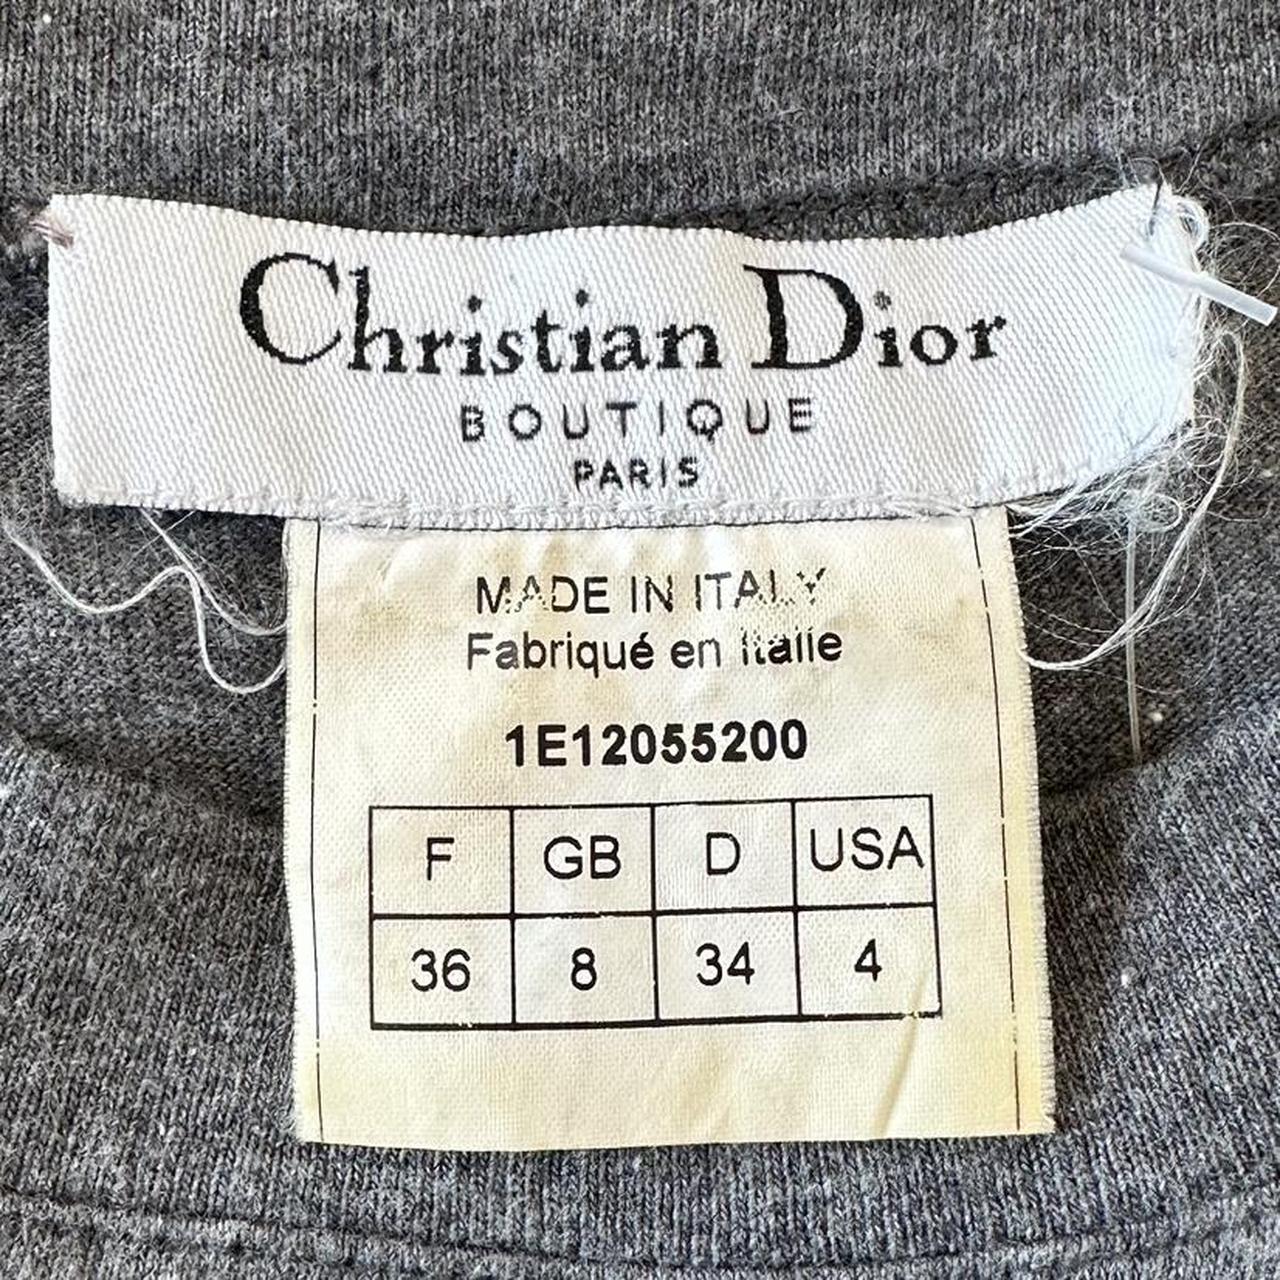 Christian Dior
BOUTIQUE
PARIS
MADE IN ITALY
Fabriqué en Italie
1E12055200
F GB D USA
36 8 34 4